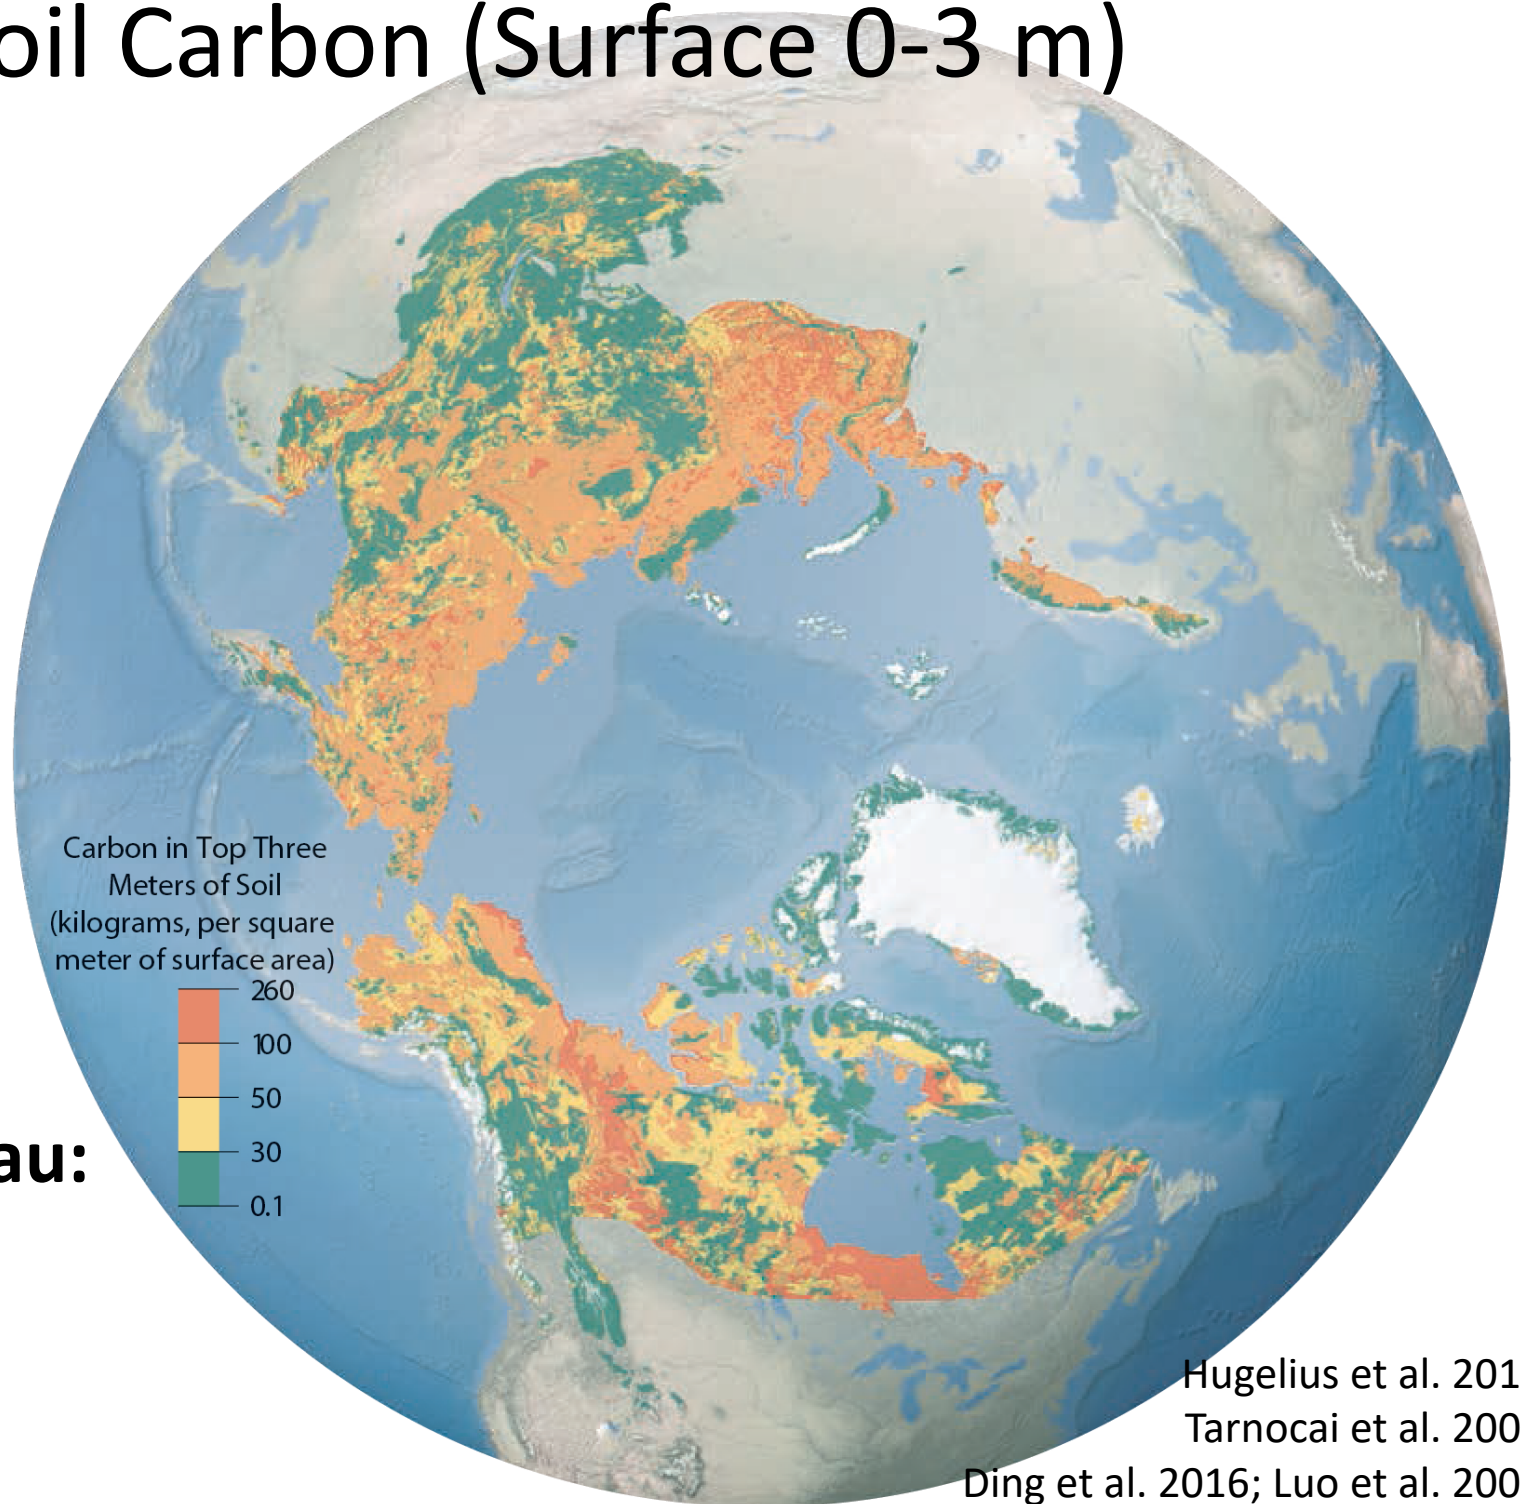 oil Carbon (Surface 0-3 m)
Carbon in Top Three
Meters of Soil
(kilograms, per square
meter of surface area)
260
100
50
30
0.1
au:
Hugelius et al. 201
Tarnocai et al. 200
Ding et al. 2016; Luo et al. 200